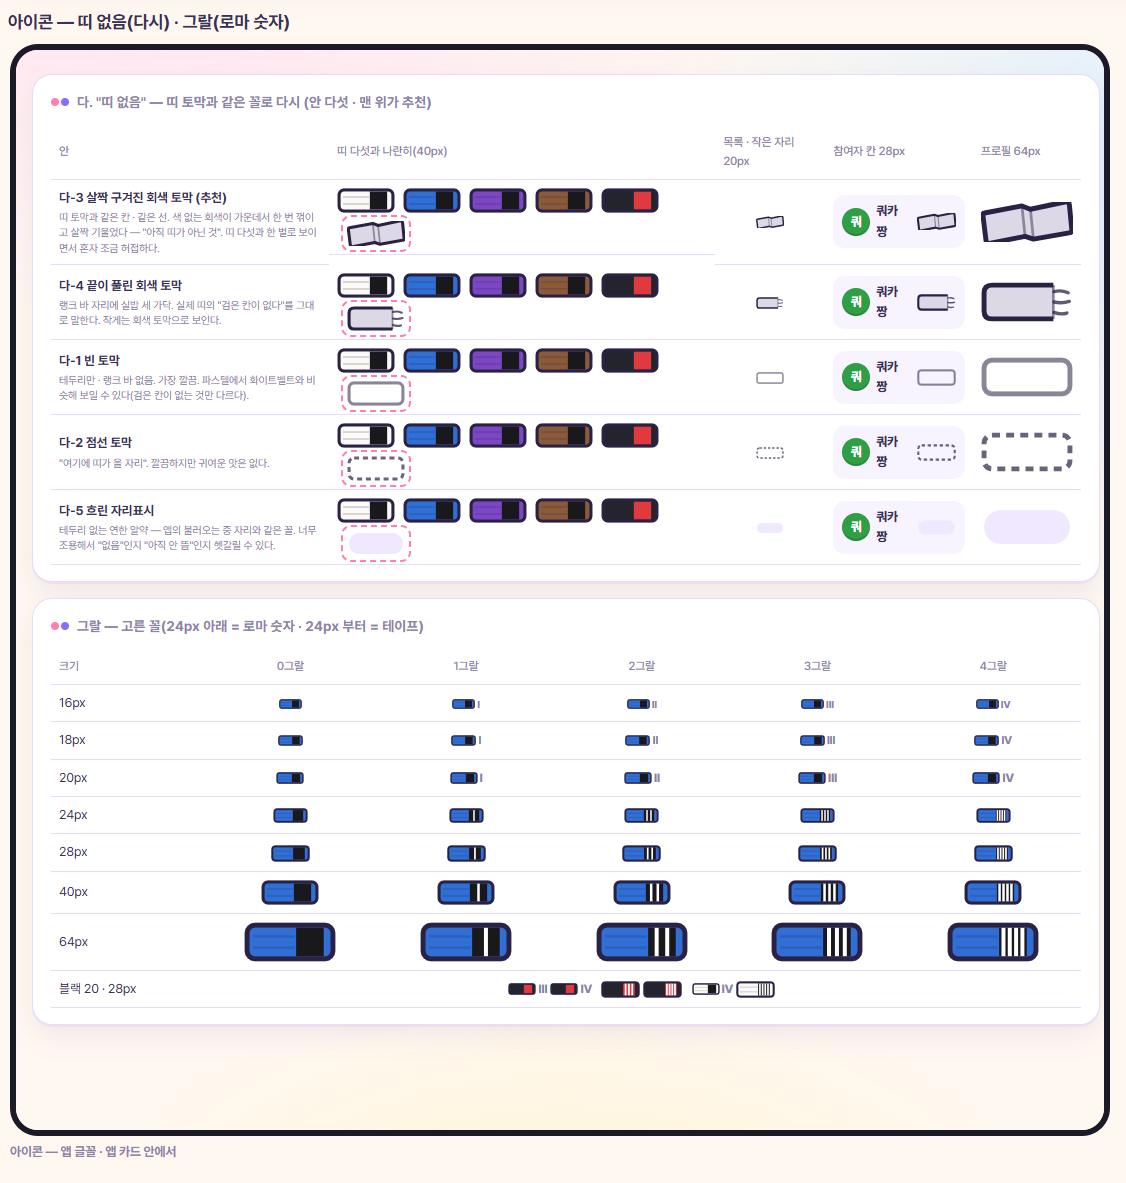 아이콘 — 띠 없음(다시) · 그랄(로마 숫자)
다. "띠 없음" — 띠 토막과 같은 꼴로 다시 (안 다섯 · 맨 위가 추천)
안
띠 다섯과 나란히(40px)
목록 · 작은 자리
20px
참여자 칸 28px
프로필 64px
다-3 살짝 구겨진 회색 토막 (추천)
띠 토막과 같은 칸 · 같은 선. 색 없는 회색이 가운데서 한 번 꺾이
고 살짝 기울었다 — "아직 띠가 아닌 것". 띠 다섯과 한 벌로 보이
면서 혼자 조금 허접하다.
쿼
쿼카
짱
다-4 끝이 풀린 회색 토막
랭크 바 자리에 실밥 세 가닥. 실제 띠의 "검은 칸이 없다"를 그대
로 말한다. 작게는 회색 토막으로 보인다.
쿼
쿼카
짱
다-1 빈 토막
테두리만 · 랭크 바 없음. 가장 깔끔. 파스텔에서 화이트벨트와 비
슷해 보일 수 있다(검은 칸이 없는 것만 다르다).
쿼
쿼카
짱
다-2 점선 토막
"여기에 띠가 올 자리". 깔끔하지만 귀여운 맛은 없다.
쿼
쿼카
짱
다-5 흐린 자리표시
테두리 없는 연한 알약 — 앱의 불러오는 중 자리와 같은 꼴. 너무
조용해서 "없음"인지 "아직 안 뜸"인지 헷갈릴 수 있다.
쿼
쿼카
짱
그랄 — 고른 꼴(24px 아래 = 로마 숫자 · 24px 부터 = 테이프)
크기 0그랄 1그랄 2그랄 3그랄 4그랄
16px I II III IV
18px I II III IV
20px I II III IV
24px
28px
40px
64px
블랙 20 · 28px III IV IV
아이콘 — 앱 글꼴 · 앱 카드 안에서